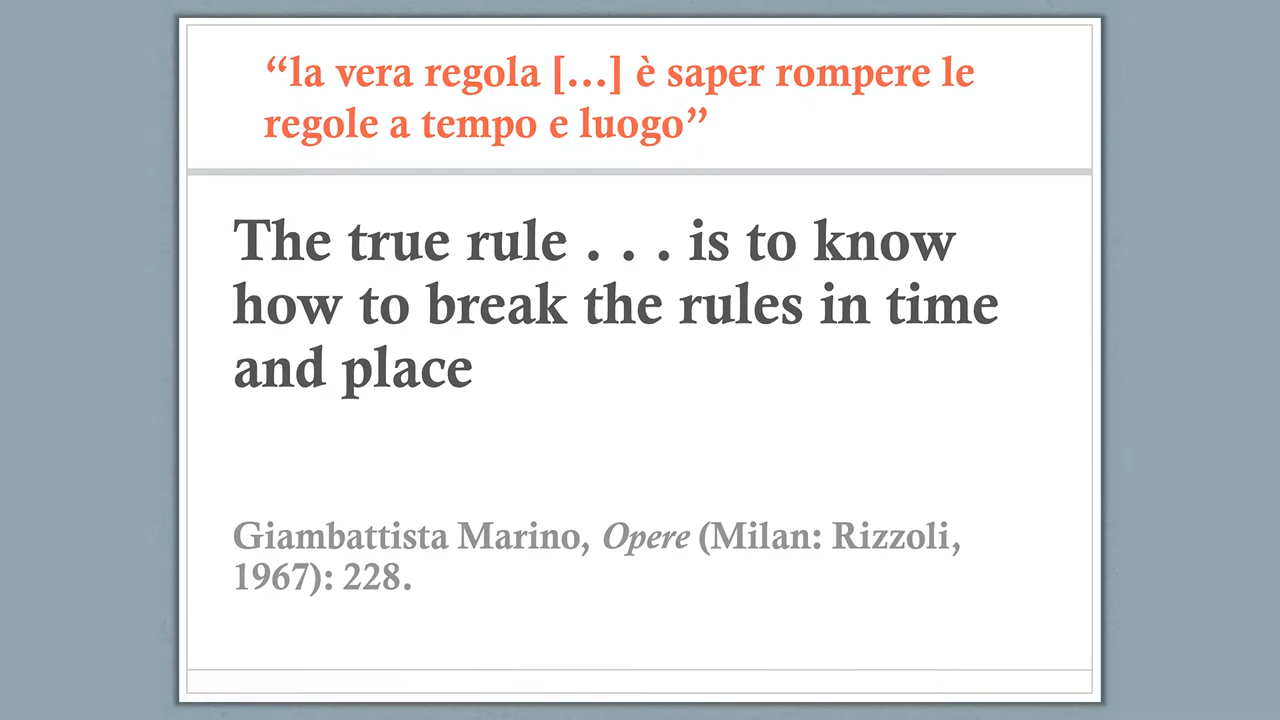 “la vera regola [...] è saper rompere le
regole a tempo e luogo”
The true rule . . . is to know
how to break the rules in time
and place
Giambattista Marino, Opere (Milan: Rizzoli,
1967): 228.